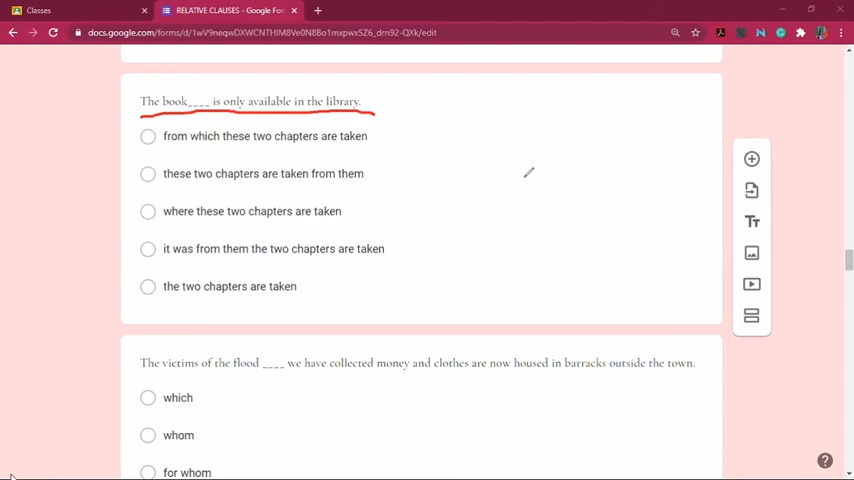 Classes
RELATIVE CLAUSES - Google Fo
docs.google.com/forms/d/1wV9neqwDXWCNTHIM8Ve0N8Bo1mxpwx5Z6_drn92-QXk/edit
The book____ is only available in the library.
from which these two chapters are taken
these two chapters are taken from them
where these two chapters are taken
it was from them the two chapters are taken
the two chapters are taken
The victims of the flood ____ we have collected money and clothes are now housed in barracks outside the town.
which
whom
for whom